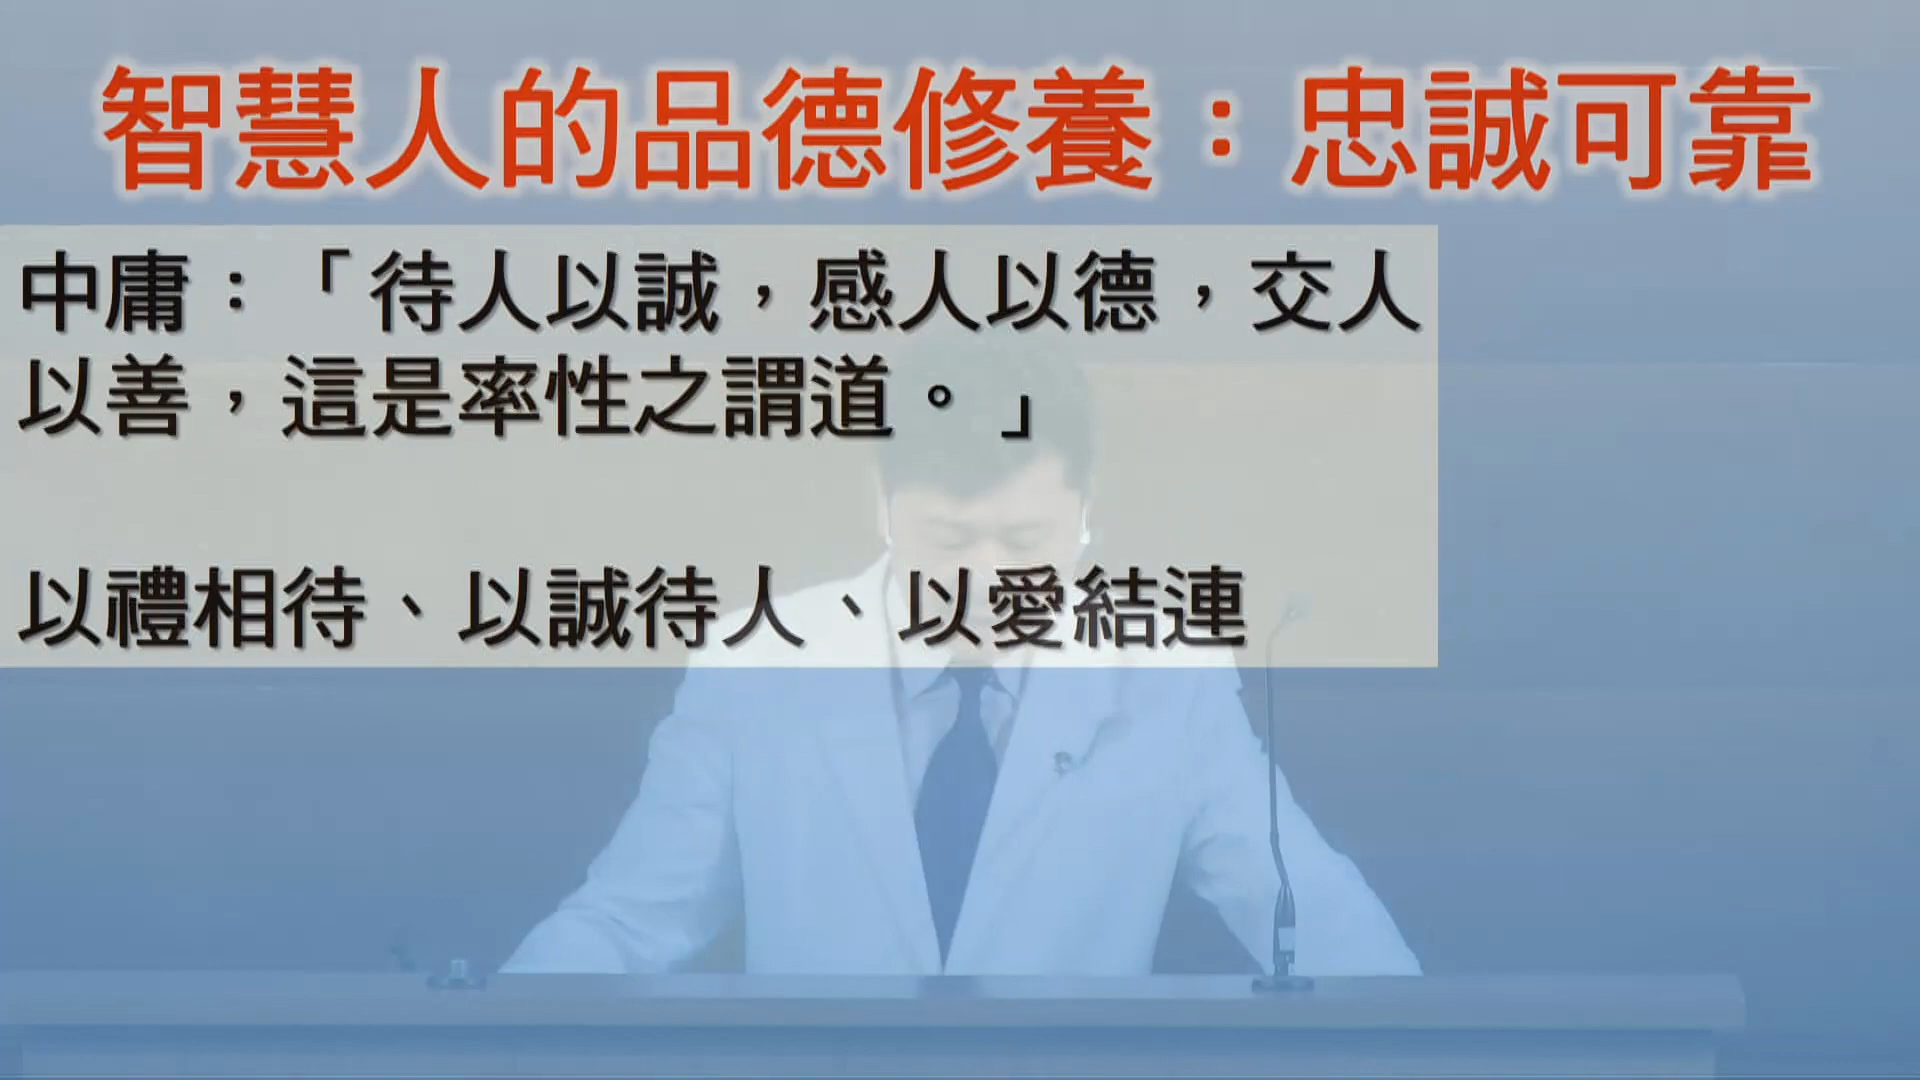 智慧人的品德修養：忠誠可靠
中庸：「待人以誠，感人以德，交人
以善，這是率性之謂道。」
以禮相待、以誠待人、以愛結連